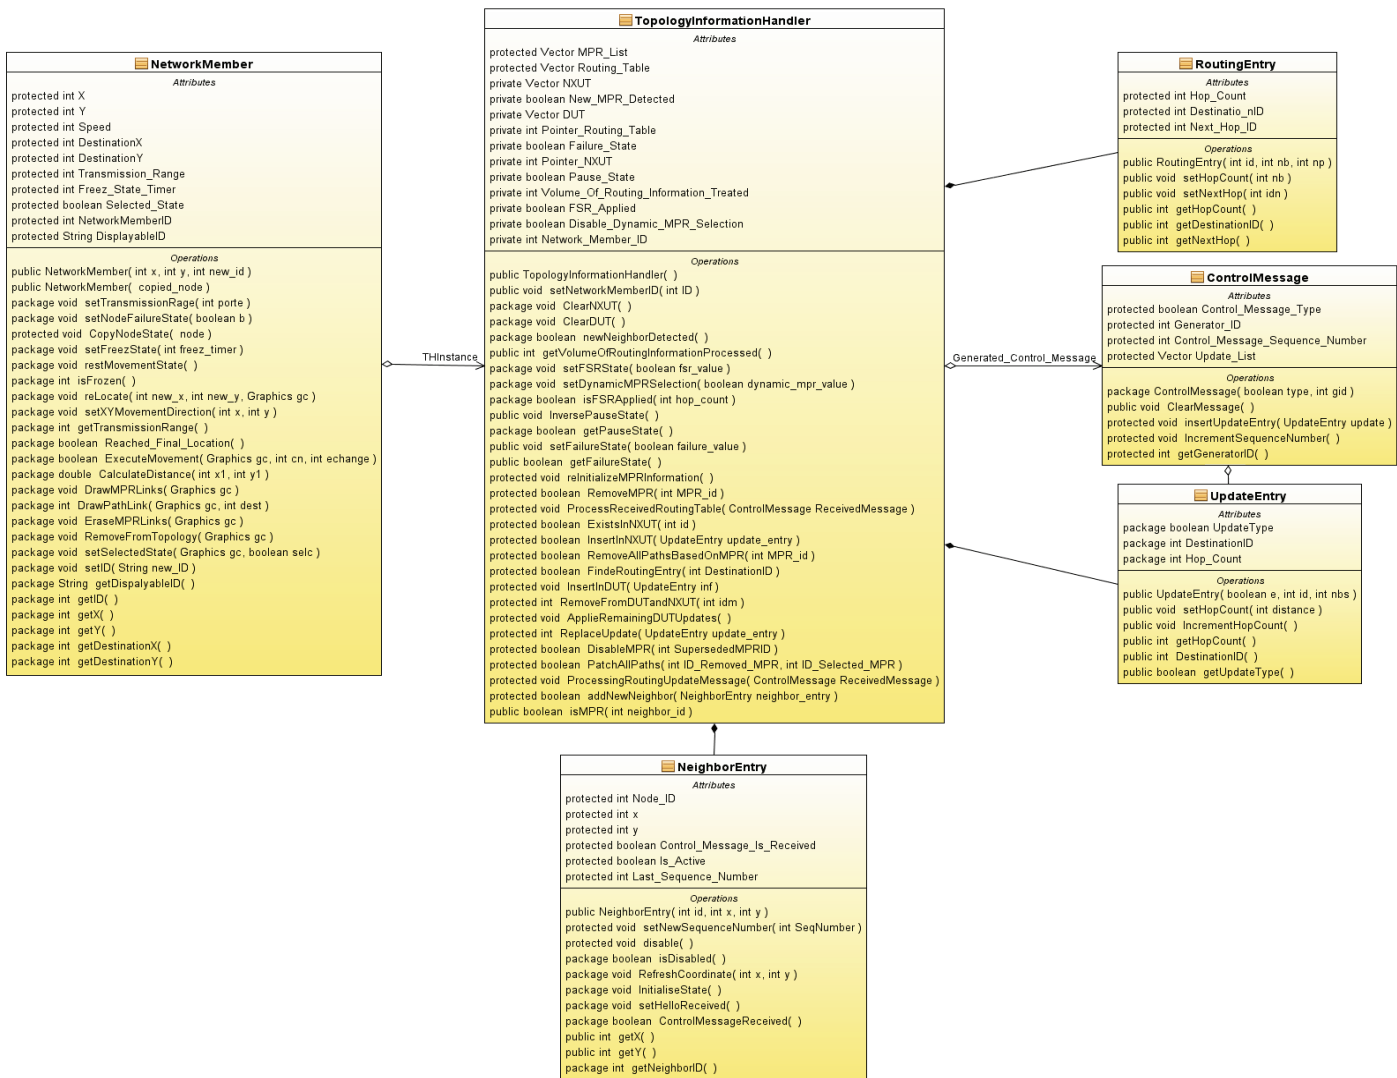 NetworkMember
Attributes
protected int X
protected int Y
protected int Speed
protected int DestinationX
protected int DestinationY
protected int Transmission_Range
protected int Freez_State_Timer
protected boolean Selected_State
protected int NetworkMemberID
protected String DisplayableID
Operations
public NetworkMember( int x, int y, int new_id )
public NetworkMember( copied_node )
package void setTransmissionRage( int porte )
package void setNodeFailureState( boolean b )
protected void CopyNodeState( node )
package void setFreezState( int freez_timer )
package void restMovementState( )
package int isFrozen( )
package void reLocate( int new_x, int new_y, Graphics gc )
package void setXYMovementDirection( int x, int y )
package int getTransmissionRange( )
package boolean Reached_Final_Location( )
package boolean ExecuteMovement( Graphics gc, int cn, int echange )
package double CalculateDistance( int x1, int y1 )
package void DrawMPRLinks( Graphics gc )
package int DrawPathLink( Graphics gc, int dest )
package void EraseMPRLinks( Graphics gc )
package void RemoveFromTopology( Graphics gc )
package void setSelectedState( Graphics gc, boolean selc )
package void setID( String new_ID )
package String getDispalyableID( )
package int getID( )
package int getX( )
package int getY( )
package int getDestinationX( )
package int getDestinationY( )
THInstance
TopologyInformationHandler
Attributes
protected Vector MPR_List
protected Vector Routing_Table
private Vector NXUT
private boolean New_MPR_Detected
private Vector DUT
private int Pointer_Routing_Table
private boolean Failure_State
private int Pointer_NXUT
private boolean Pause_State
private int Volume_Of_Routing_Information_Treated
private boolean FSR_Applied
private boolean Disable_Dynamic_MPR_Selection
private int Network_Member_ID
Operations
public TopologyInformationHandler( )
public void setNetworkMemberID( int ID )
package void ClearNXUT( )
package void ClearDUT( )
package boolean newNeighborDetected( )
public int getVolumeOfRoutingInformationProcessed( )
package void setFSRState( boolean fsr_value )
package void setDynamicMPRSelection( boolean dynamic_mpr_value )
package boolean isFSRApplied( int hop_count )
public void InversePauseState( )
package boolean getPauseState( )
public void setFailureState( boolean failure_value )
public boolean getFailureState( )
protected void reInitializeMPRInformation( )
protected boolean RemoveMPR( int MPR_id )
protected void ProcessReceivedRoutingTable( ControlMessage ReceivedMessage )
protected boolean ExistsInNXUT( int id )
protected boolean InsertInNXUT( UpdateEntry update_entry )
protected boolean RemoveAllPathsBasedOnMPR( int MPR_id )
protected boolean FindeRoutingEntry( int DestinationID )
protected void InsertInDUT( UpdateEntry inf )
protected int RemoveFromDUTandNXUT( int idm )
protected void ApplieRemainingDUTUpdates( )
protected int ReplaceUpdate( UpdateEntry update_entry )
protected boolean DisableMPR( int SupersededMPRID )
protected boolean PatchAllPaths( int ID_Removed_MPR, int ID_Selected_MPR )
protected void ProcessingRoutingUpdateMessage( ControlMessage ReceivedMessage )
protected boolean addNewNeighbor( NeighborEntry neighbor_entry )
public boolean isMPR( int neighbor_id )
RoutingEntry
Attributes
protected int Hop_Count
protected int Destinatio_nID
protected int Next_Hop_ID
Operations
public RoutingEntry( int id, int nb, int np )
public void setHopCount( int nb )
public void setNextHop( int idn )
public int getHopCount( )
public int getDestinationID( )
public int getNextHop( )
Generated_Control_Message
ControlMessage
Attributes
protected boolean Control_Message_Type
protected int Generator_ID
protected int Control_Message_Sequence_Number
protected Vector Update_List
Operations
package ControlMessage( boolean type, int gid )
public void ClearMessage( )
protected void insertUpdateEntry( UpdateEntry update )
protected void IncrementSequenceNumber( )
protected int getGeneratorID( )
UpdateEntry
Attributes
package boolean UpdateType
package int DestinationID
package int Hop_Count
Operations
public UpdateEntry( boolean e, int id, int nbs )
public void setHopCount( int distance )
public void IncrementHopCount( )
public int getHopCount( )
public int DestinationID( )
public boolean getUpdateType( )
NeighborEntry
Attributes
protected int Node_ID
protected int x
protected int y
protected boolean Control_Message_Is_Received
protected boolean Is_Active
protected int Last_Sequence_Number
Operations
public NeighborEntry( int id, int x, int y )
protected void setNewSequenceNumber( int SeqNumber )
protected void disable( )
package boolean isDisabled( )
package void RefreshCoordinate( int x, int y )
package void InitialiseState( )
package void setHelloReceived( )
package boolean ControlMessageReceived( )
public int getX( )
public int getY( )
package int getNeighborID( )